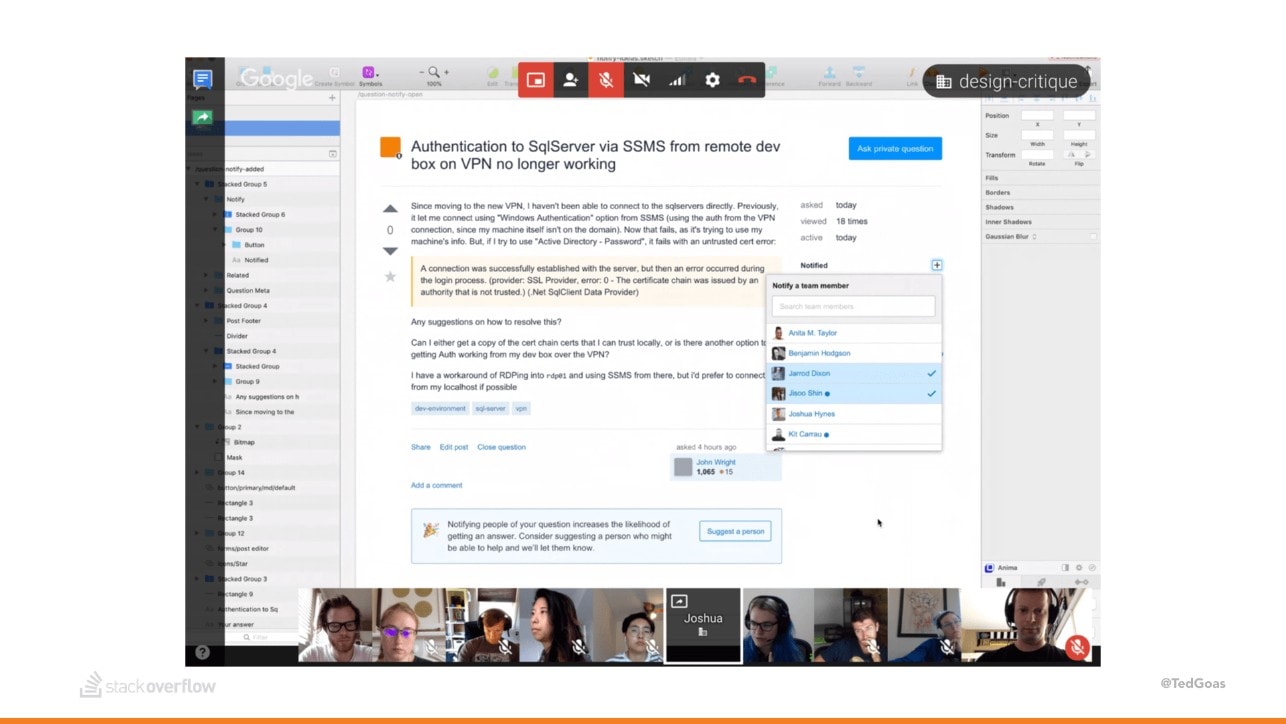 notify-ideas.sketch
Google
Create Symbol
Symbols
100%
Edit
Forward
Backward
Link
design-critique
Pages
/question-notify-open
/question-notify-added
Stacked Group 5
Notify
Stacked Group 6
Group 10
Button
Aa Notified
Related
Question Meta
Stacked Group 4
Post Footer
Divider
Stacked Group 4
Stacked Group
Group 9
Aa Any suggestions on h
Aa Since moving to the
Group 2
Bitmap
Mask
Group 14
button/primary/md/default
Rectangle 3
Rectangle 3
Group 12
forms/post editor
Icons/Star
Stacked Group 3
Rectangle 9
Aa Authentication to Sq
Aa Your answer
Filter
?
Authentication to SqlServer via SSMS from remote dev
box on VPN no longer working
Ask private question
Since moving to the new VPN, I haven't been able to connect to the sqlservers directly. Previously,
it let me connect using "Windows Authentication" option from SSMS (using the auth from the VPN
connection, since my machine itself isn't on the domain). Now that fails, as it's trying to use my
machine's info. But, if I try to use "Active Directory - Password", it fails with an untrusted cert error:
0
A connection was successfully established with the server, but then an error occurred during
the login process. (provider: SSL Provider, error: 0 - The certificate chain was issued by an
authority that is not trusted.) (.Net SqlClient Data Provider)
Any suggestions on how to resolve this?
Can I either get a copy of the cert chain certs that I can trust locally, or is there another option to
getting Auth working from my dev box over the VPN?
I have a workaround of RDPing into rdp01 and using SSMS from there, but i'd prefer to connect
from my localhost if possible
dev-environment sql-server vpn
Share Edit post Close question
asked 4 hours ago
John Wright
1,065 15
Add a comment
Notifying people of your question increases the likelihood of
getting an answer. Consider suggesting a person who might
be able to help and we'll let them know.
Suggest a person
asked today
viewed 18 times
active today
Notified
Notify a team member
Search team members
Anita M. Taylor
Benjamin Hodgson
Jarrod Dixon
Jisoo Shin
Joshua Hynes
Kit Carrau
Position
X Y
Size
Width Height
Transform
Rotate Flip
Fills
Borders
Shadows
Inner Shadows
Gaussian Blur
Anima
Joshua
stackoverflow
@TedGoas